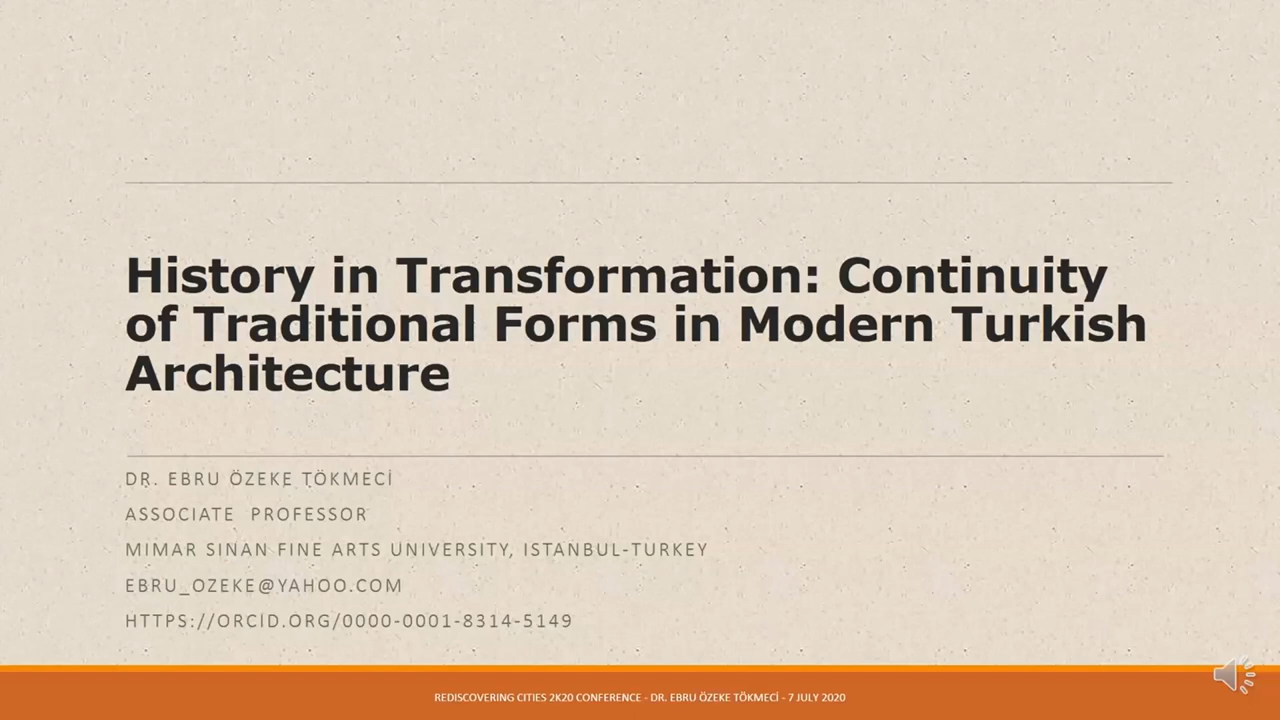 History in Transformation: Continuity
of Traditional Forms in Modern Turkish
Architecture
DR. EBRU ÖZEKE TÖKMECİ
ASSOCIATE PROFESSOR
MIMAR SINAN FINE ARTS UNIVERSITY, ISTANBUL-TURKEY
EBRU_OZEKE@YAHOO.COM
HTTPS://ORCID.ORG/0000-0001-8314-5149
REDISCOVERING CITIES 2K20 CONFERENCE - DR. EBRU ÖZEKE TÖKMECİ - 7 JULY 2020